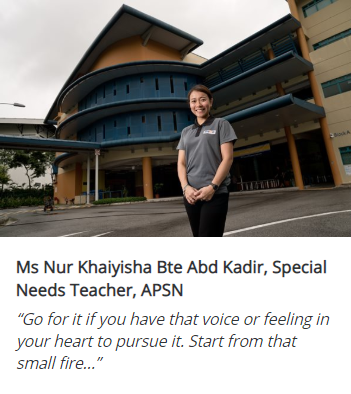 Ms Nur Khaiyisha Bte Abd Kadir, Special
Needs Teacher, APSN
“Go for it if you have that voice or feeling in
your heart to pursue it. Start from that
small fire...”